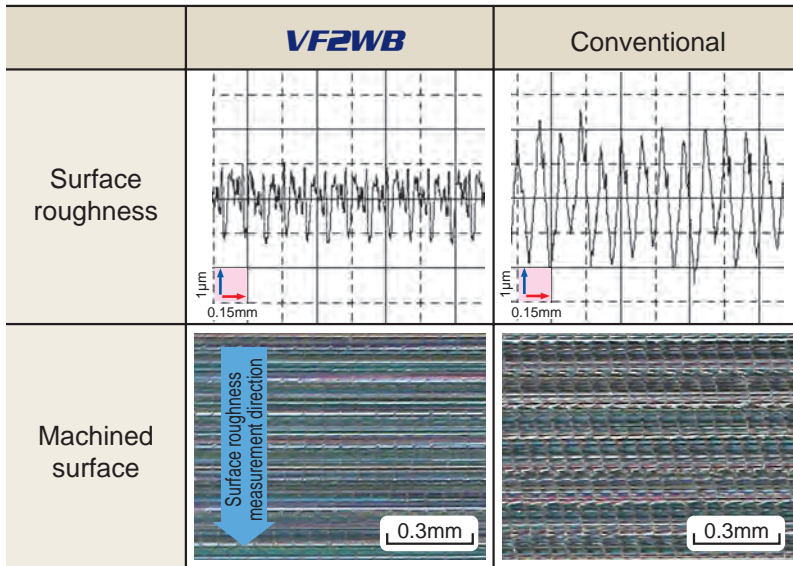 VF2WB
Conventional
Surface
roughness
1μm
0.15mm
1μm
0.15mm
Machined
surface
Surface roughness
measurement direction
0.3mm
0.3mm